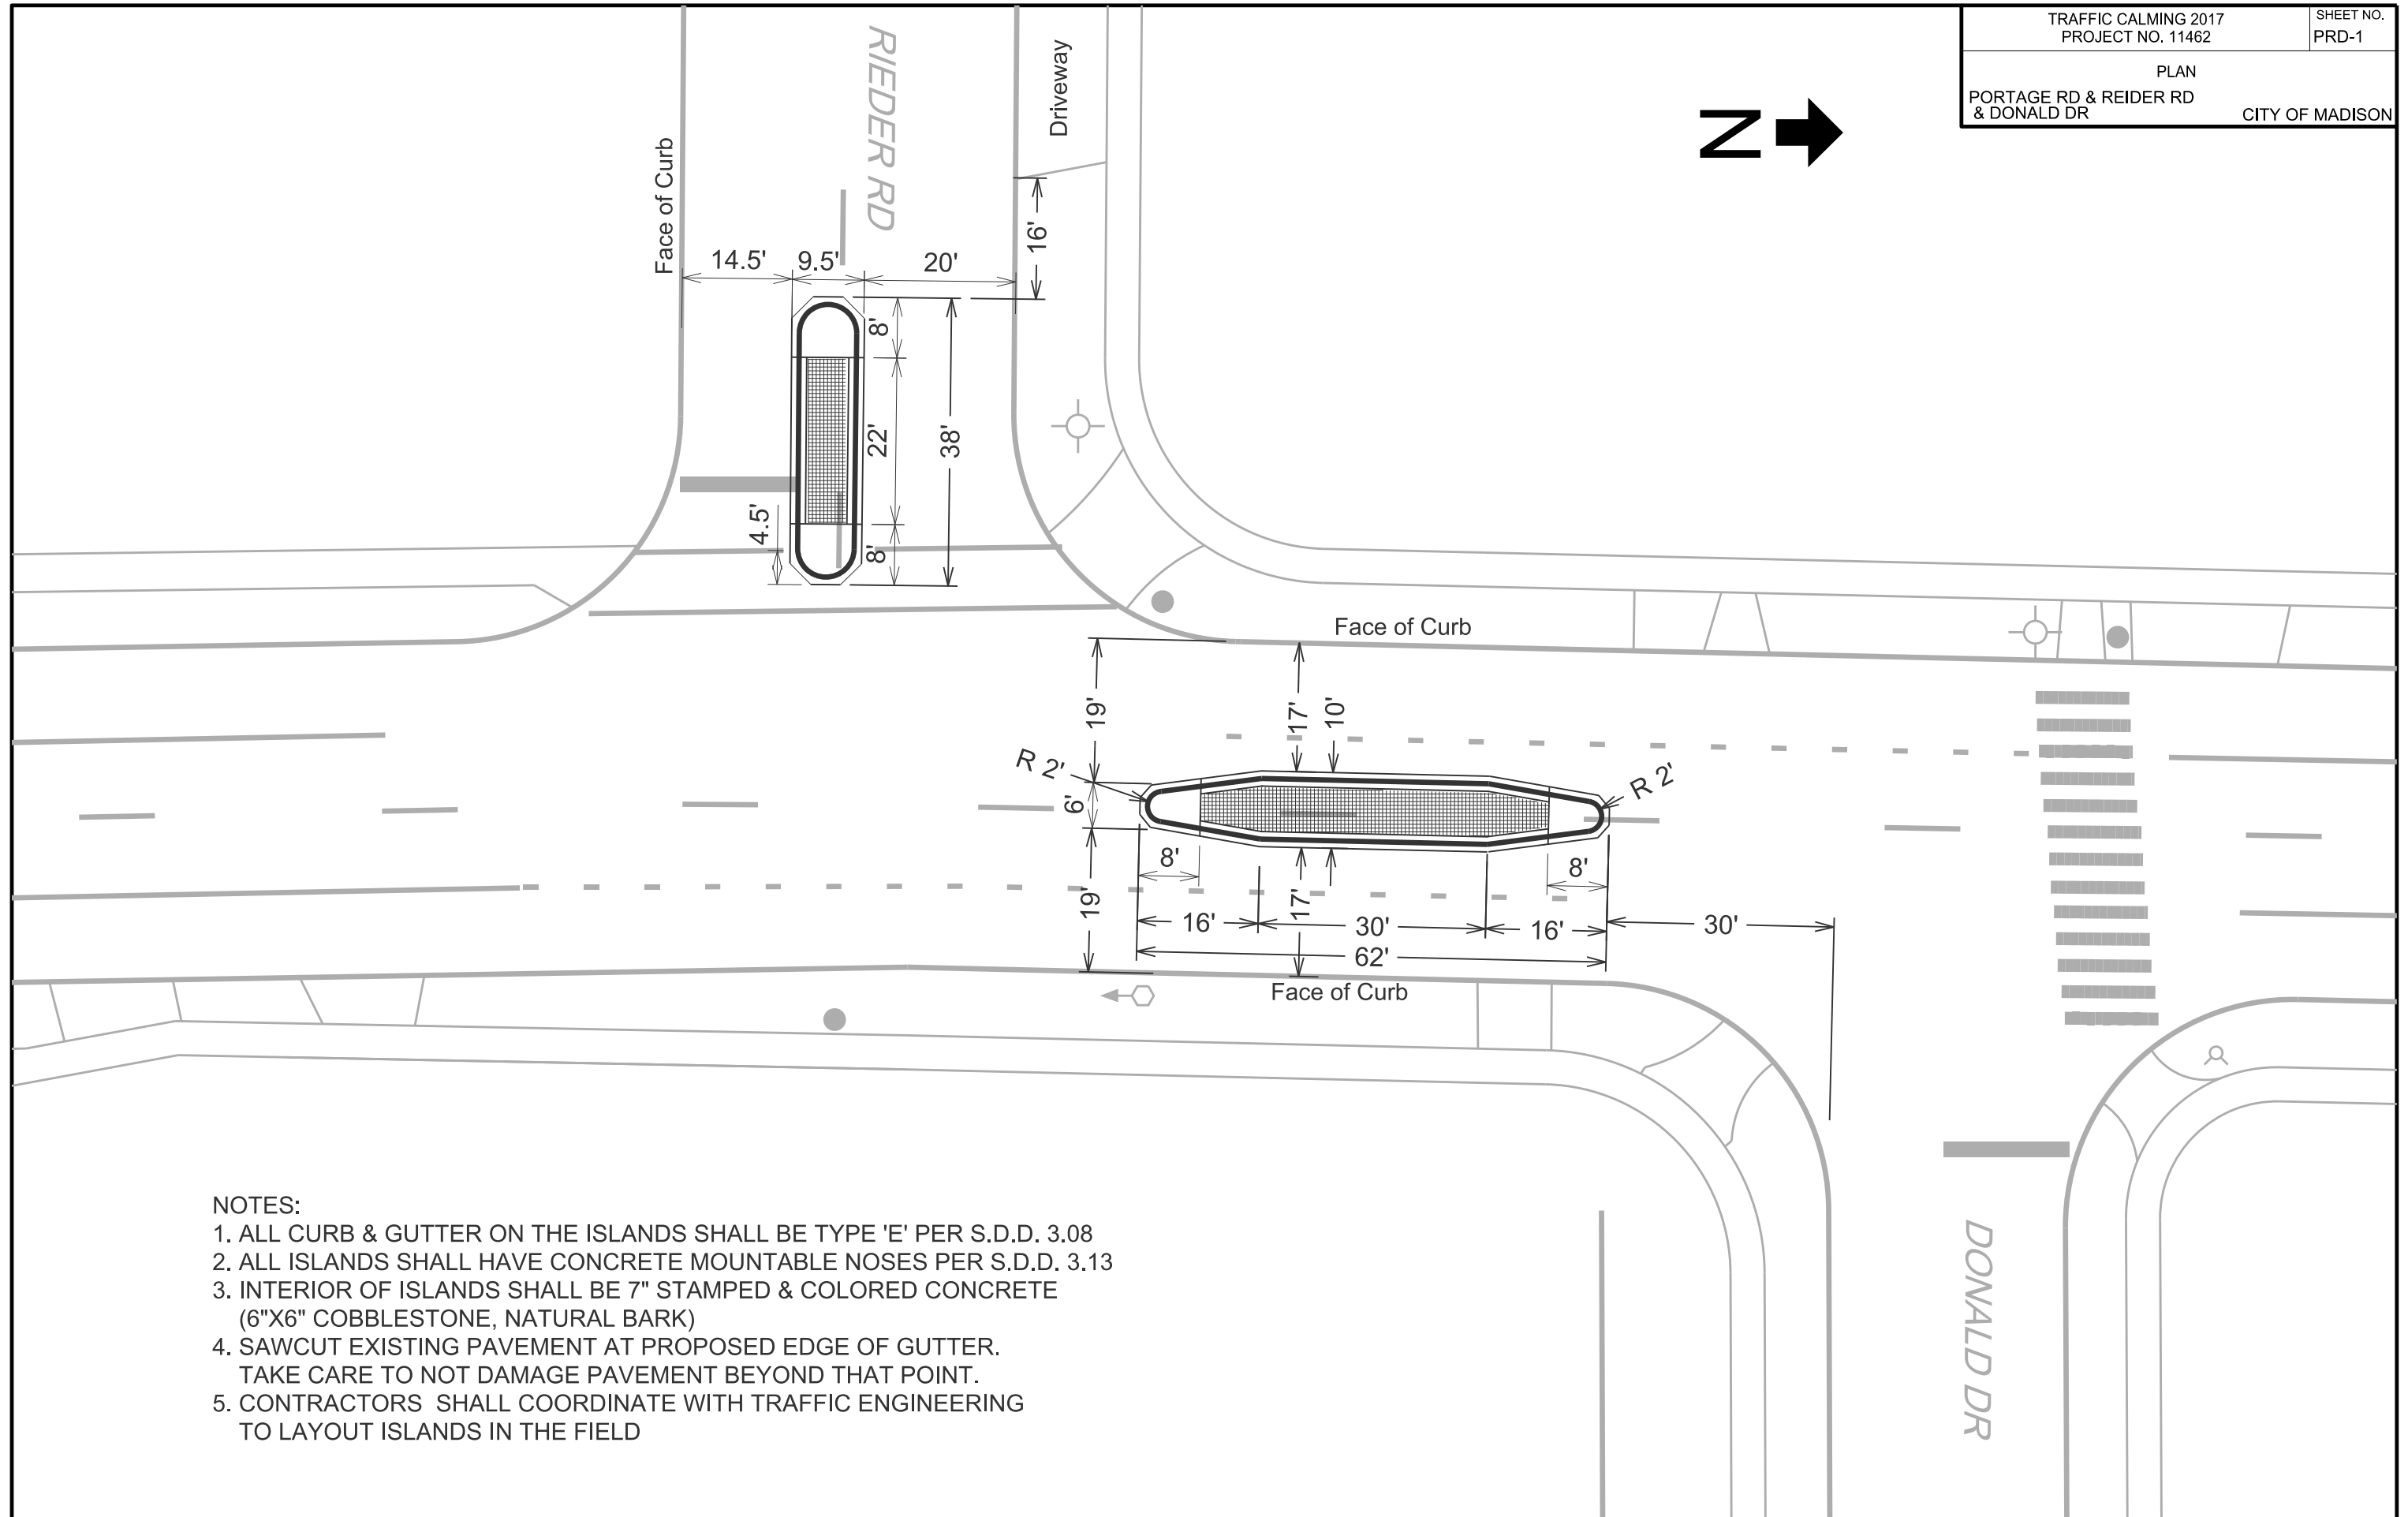 TRAFFIC CALMING 2017
PROJECT NO. 11462
SHEET NO.
PRD-1
PLAN
PORTAGE RD & REIDER RD
& DONALD DR
CITY OF MADISON
N
RIEDER RD
Driveway
Face of Curb
16'
14.5'
9.5'
20'
8'
22'
38'
4.5'
8'
Face of Curb
19'
17'
10'
R 2'
R 2'
6'
8'
8'
19'
17'
16'
30'
16'
30'
62'
Face of Curb
DONALD DR
NOTES:
1. ALL CURB & GUTTER ON THE ISLANDS SHALL BE TYPE 'E' PER S.D.D. 3.08
2. ALL ISLANDS SHALL HAVE CONCRETE MOUNTABLE NOSES PER S.D.D. 3.13
3. INTERIOR OF ISLANDS SHALL BE 7" STAMPED & COLORED CONCRETE
(6"X6" COBBLESTONE, NATURAL BARK)
4. SAWCUT EXISTING PAVEMENT AT PROPOSED EDGE OF GUTTER.
TAKE CARE TO NOT DAMAGE PAVEMENT BEYOND THAT POINT.
5. CONTRACTORS SHALL COORDINATE WITH TRAFFIC ENGINEERING
TO LAYOUT ISLANDS IN THE FIELD